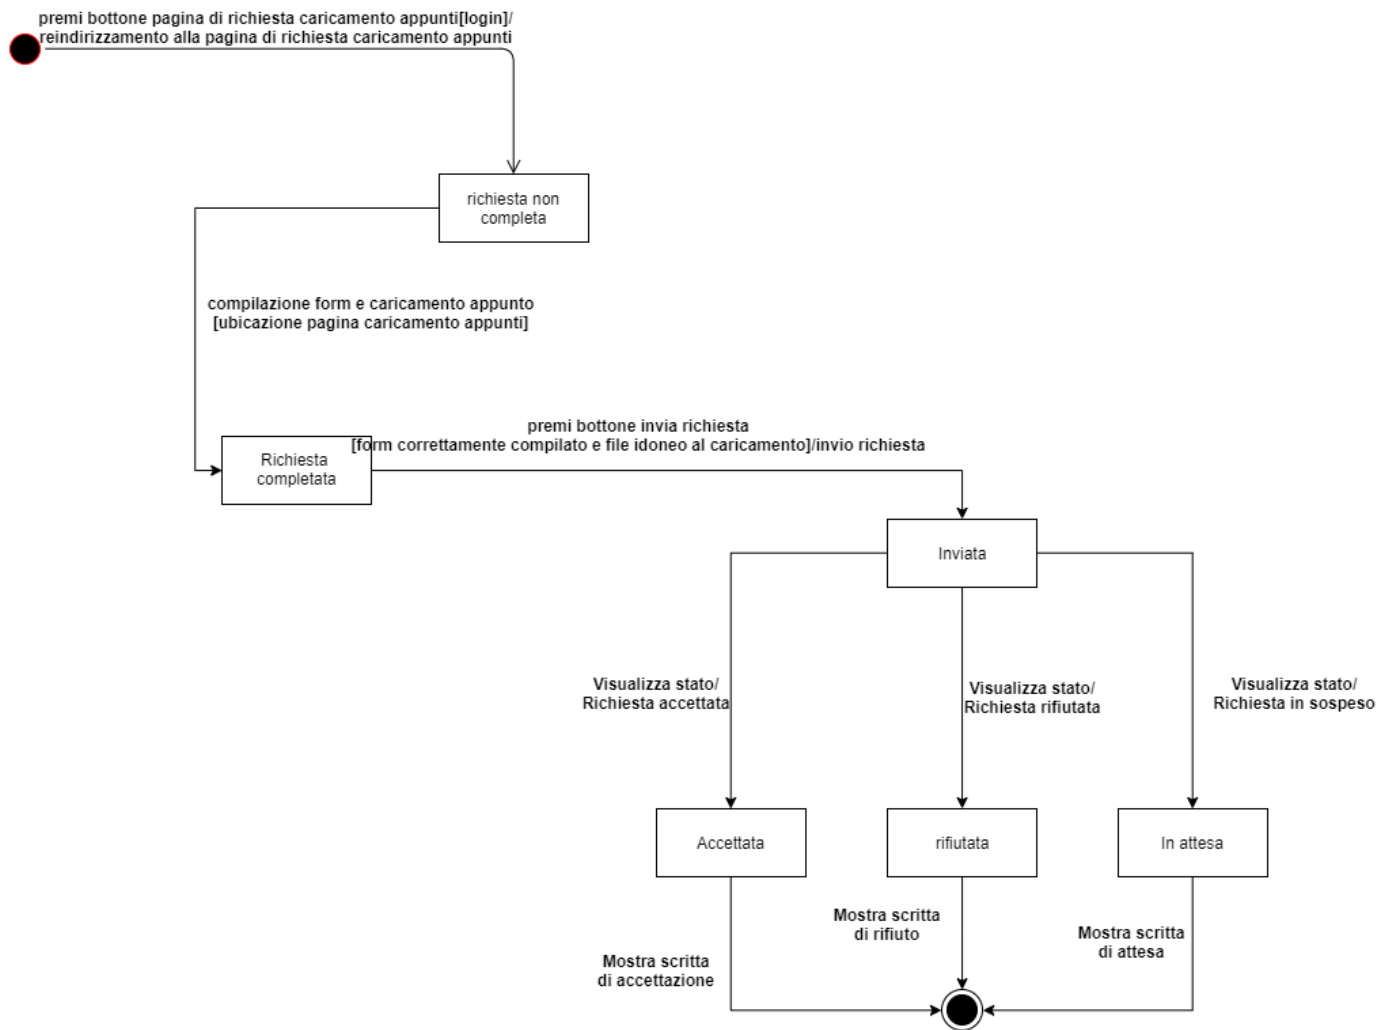 premi bottone pagina di richiesta caricamento appunti[login]/
reindirizzamento alla pagina di richiesta caricamento appunti
richiesta non
completa
compilazione form e caricamento appunto
[ubicazione pagina caricamento appunti]
premi bottone invia richiesta
[form correttamente compilato e file idoneo al caricamento]/invio richiesta
Richiesta
completata
Inviata
Visualizza stato/
Richiesta accettata
Visualizza stato/
Richiesta rifiutata
Visualizza stato/
Richiesta in sospeso
Accettata
rifiutata
In attesa
Mostra scritta
di accettazione
Mostra scritta
di rifiuto
Mostra scritta
di attesa